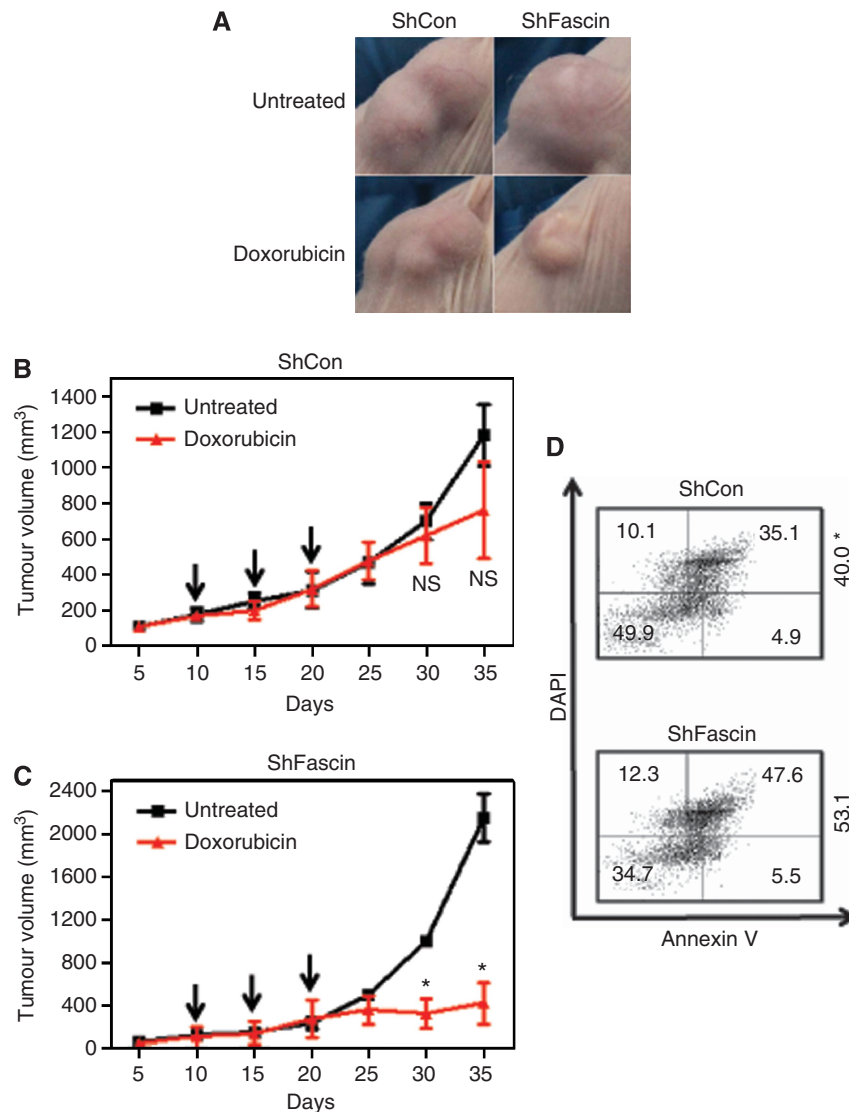 A
ShCon ShFascin
Untreated
Doxorubicin
B
ShCon
Tumour volume (mm³)
1400
1200
1000
800
600
400
200
0
Untreated
Doxorubicin
NS
NS
5 10 15 20 25 30 35
Days
C
ShFascin
Tumour volume (mm³)
2400
2000
1600
1200
800
400
0
Untreated
Doxorubicin
*
*
5 10 15 20 25 30 35
Days
D
DAPI
ShCon
10.1 35.1
49.9 4.9
40.0 *
ShFascin
12.3 47.6
34.7 5.5
53.1
Annexin V